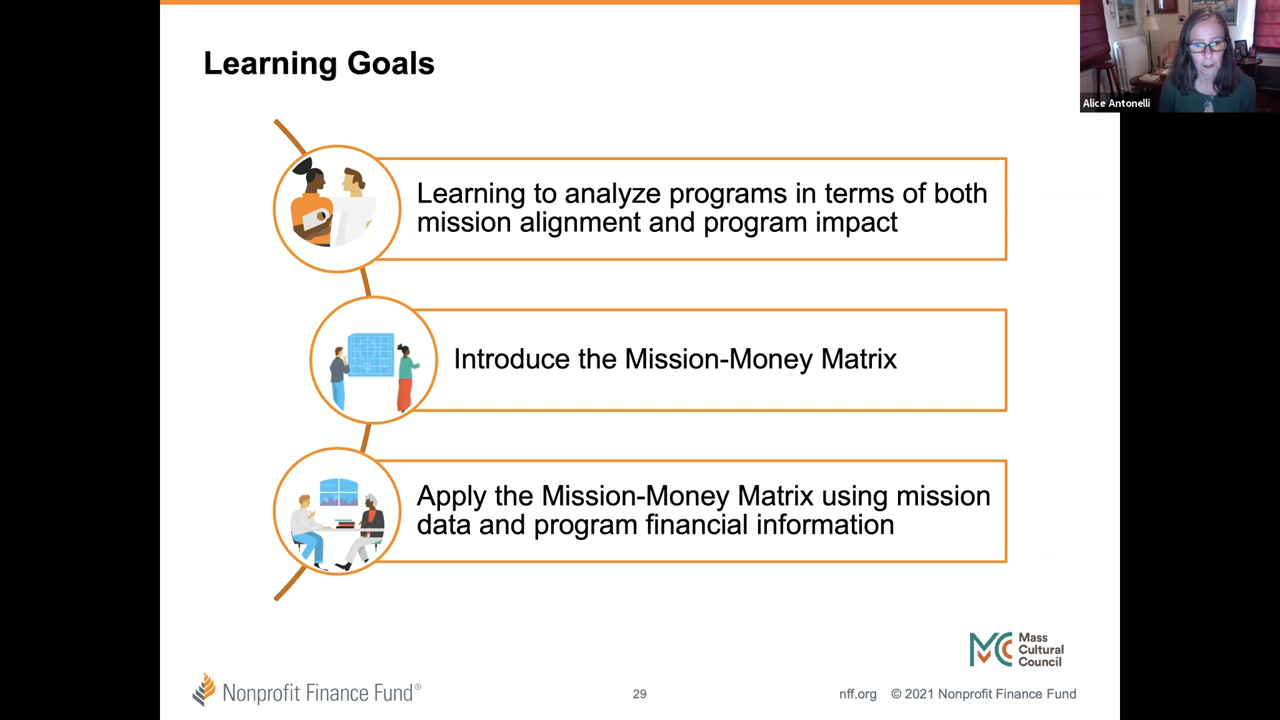 Learning Goals
Alice Antonelli
Learning to analyze programs in terms of both
mission alignment and program impact
Introduce the Mission-Money Matrix
Apply the Mission-Money Matrix using mission
data and program financial information
MCC
Mass
Cultural
Council
Nonprofit Finance Fund®
29
nff.org © 2021 Nonprofit Finance Fund